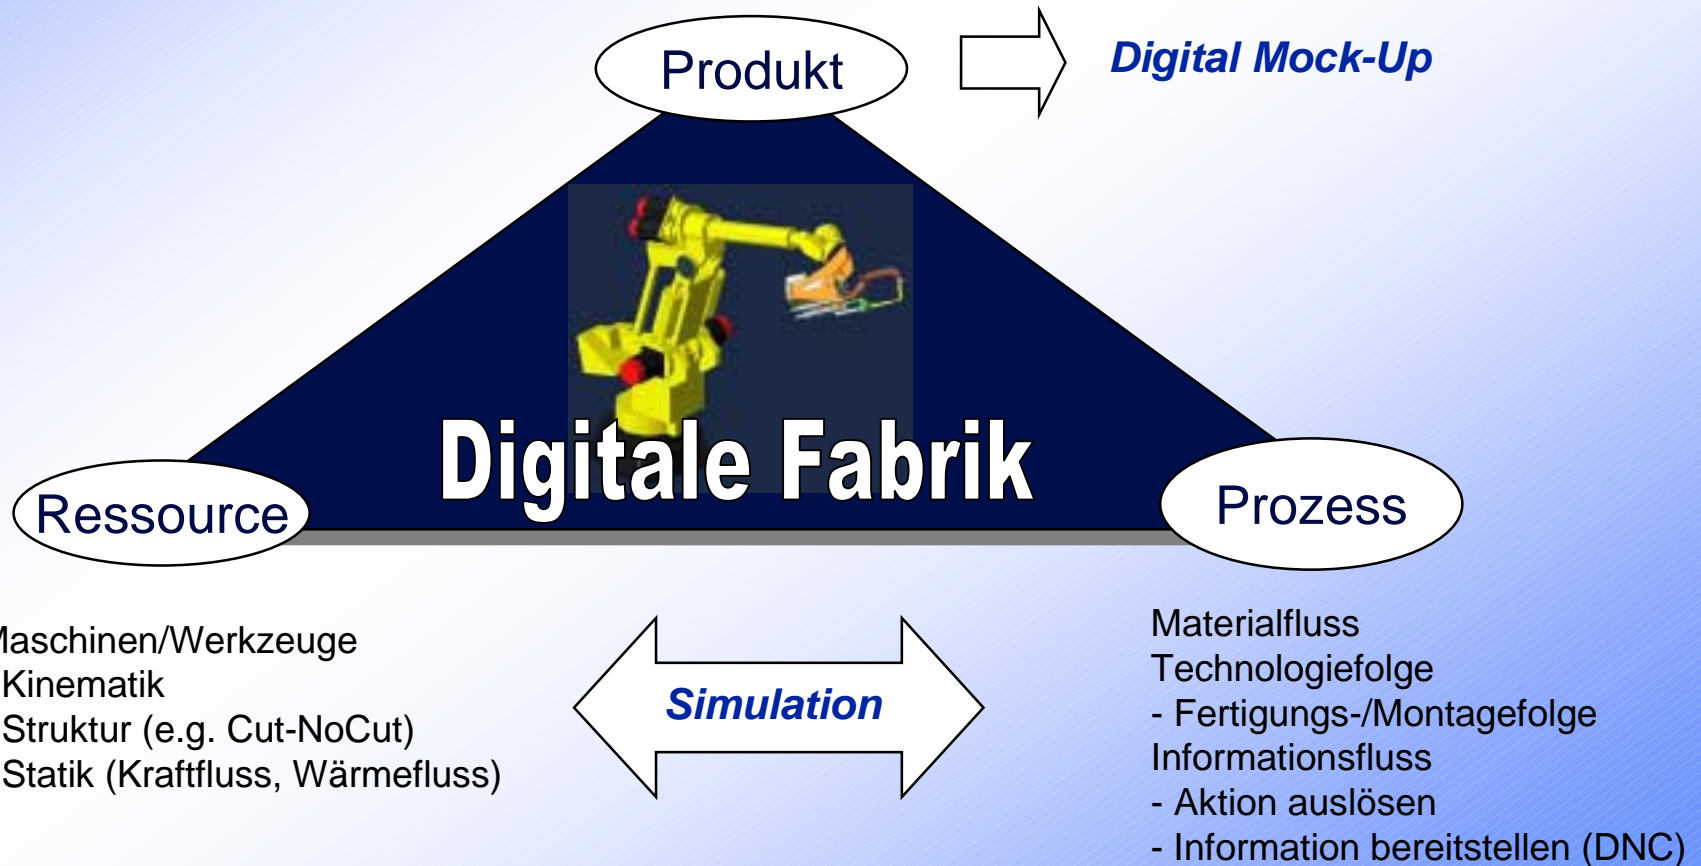 Produkt
Digital Mock-Up
Digitale Fabrik
Ressource
Prozess
Maschinen/Werkzeuge
Kinematik
Struktur (e.g. Cut-NoCut)
Statik (Kraftfluss, Wärmefluss)
Simulation
Materialfluss
Technologiefolge
- Fertigungs-/Montagefolge
Informationsfluss
- Aktion auslösen
- Information bereitstellen (DNC)